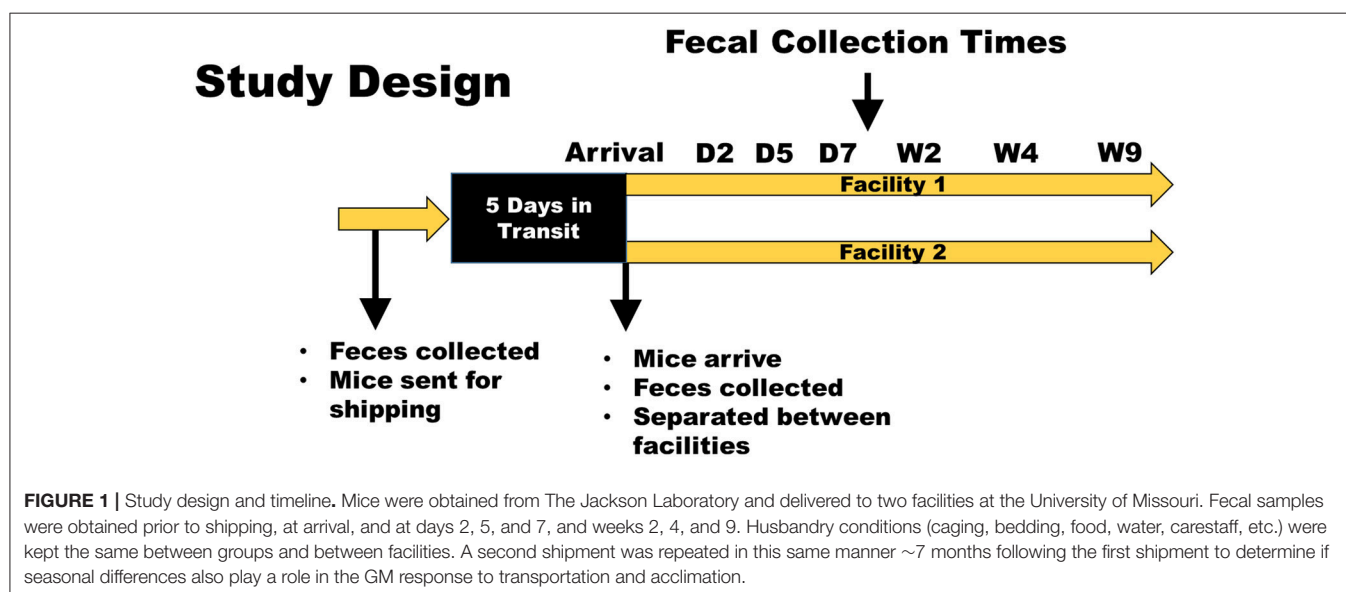 Fecal Collection Times
Study Design
Arrival D2 D5 D7 W2 W4 W9
Facility 1
5 Days in
Transit
Facility 2
• Feces collected
• Mice sent for
shipping
• Mice arrive
• Feces collected
• Separated between
facilities
FIGURE 1 | Study design and timeline. Mice were obtained from The Jackson Laboratory and delivered to two facilities at the University of Missouri. Fecal samples
were obtained prior to shipping, at arrival, and at days 2, 5, and 7, and weeks 2, 4, and 9. Husbandry conditions (caging, bedding, food, water, carestaff, etc.) were
kept the same between groups and between facilities. A second shipment was repeated in this same manner ~7 months following the first shipment to determine if
seasonal differences also play a role in the GM response to transportation and acclimation.